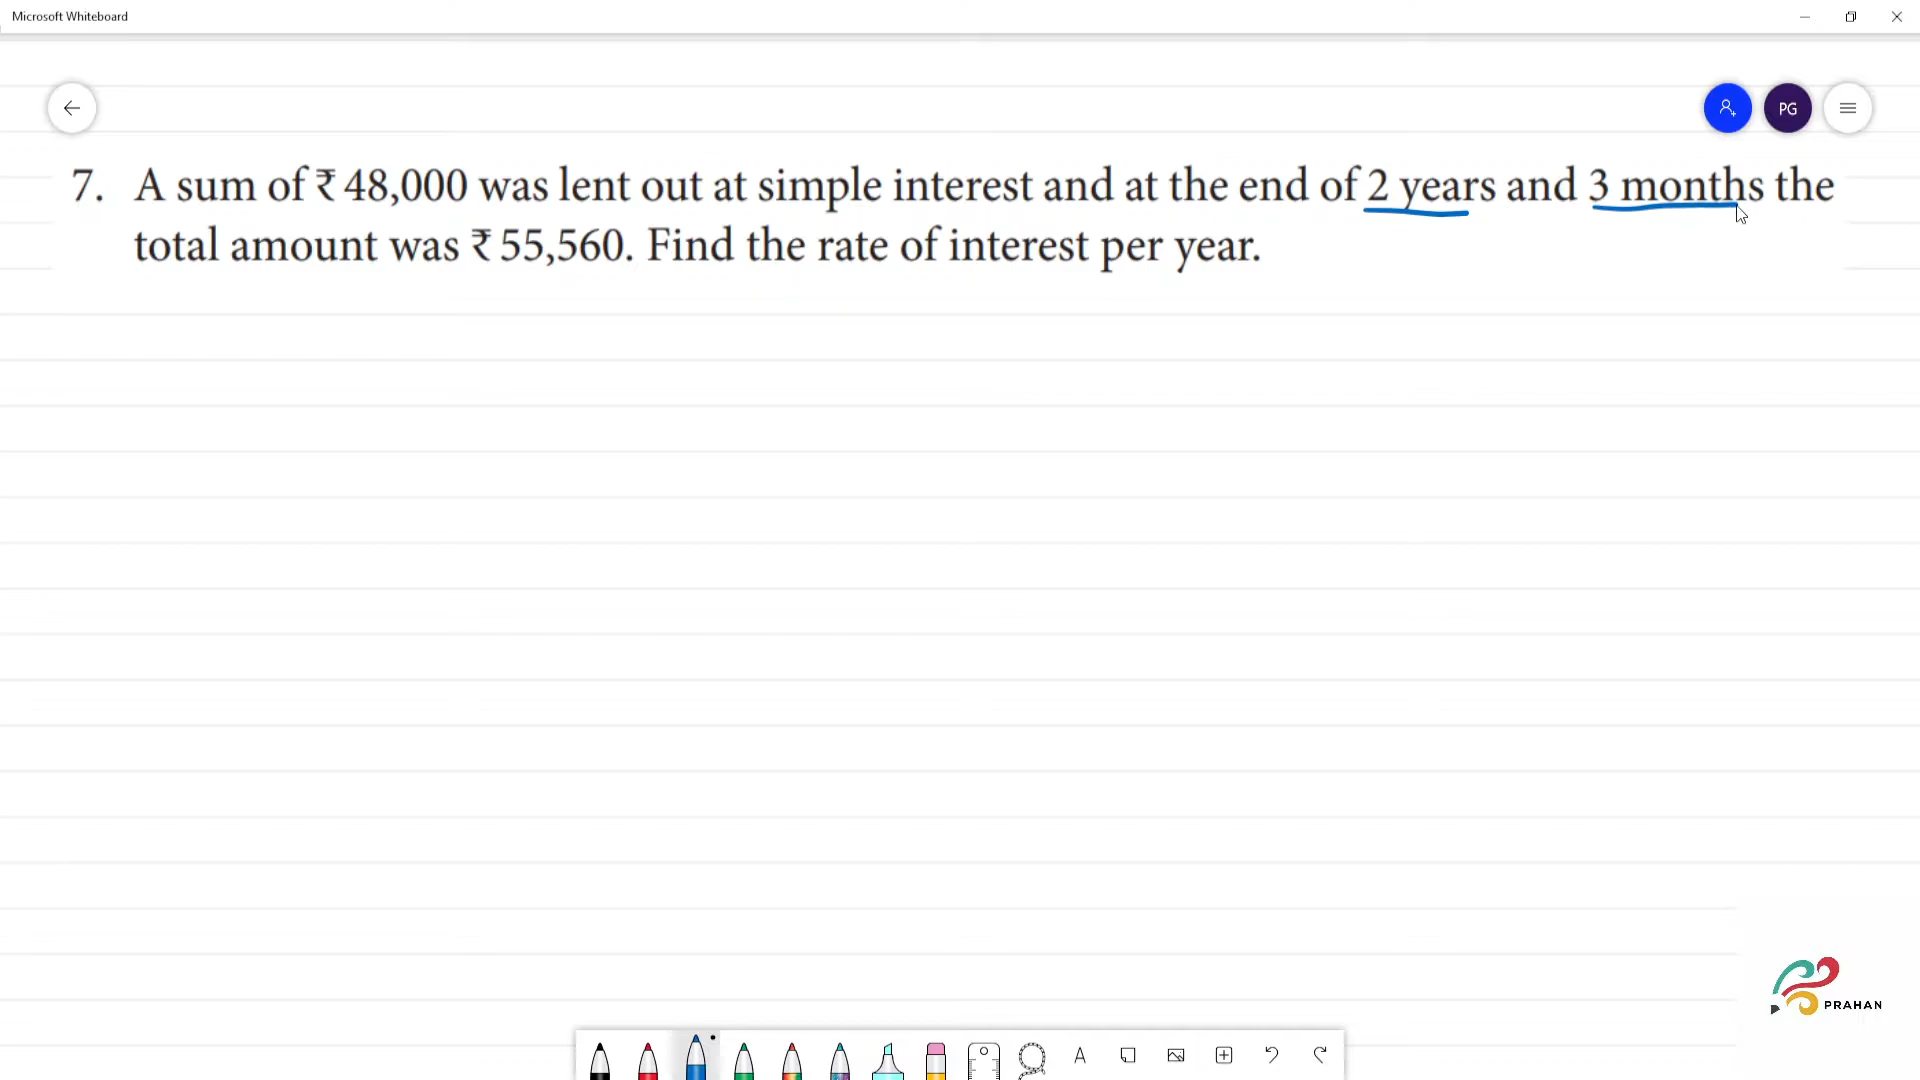 Microsoft Whiteboard
PG
7. A sum of ₹ 48,000 was lent out at simple interest and at the end of 2 years and 3 months the
total amount was ₹ 55,560. Find the rate of interest per year.
PRAHAN
A